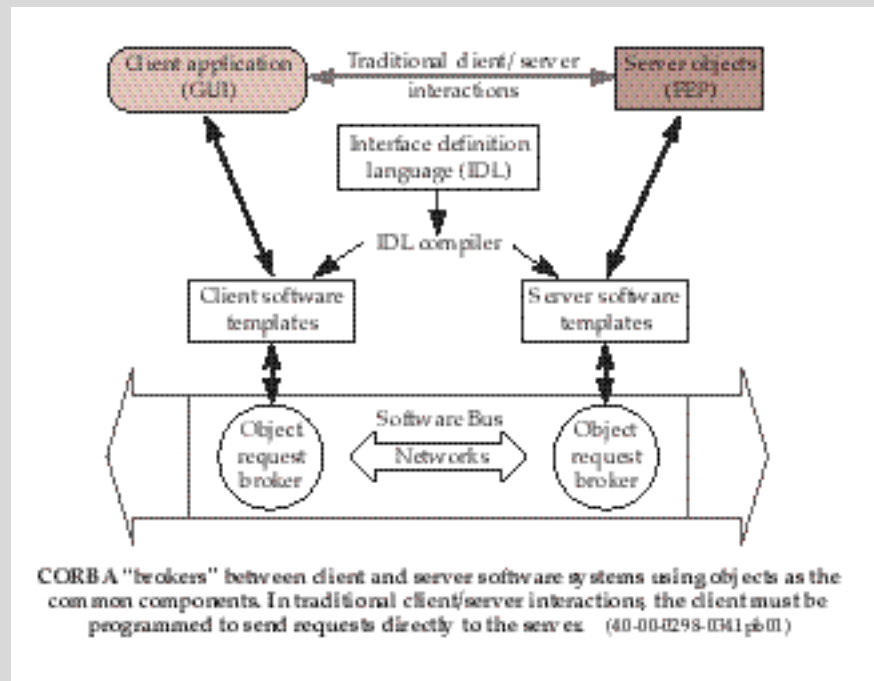 Client application
(GUI)
Traditional client/server
interactions
Server objects
(FEP)
Interface definition
language (IDL)
IDL compiler
Client software
templates
Server software
templates
Object
request
broker
Software Bus
Networks
Object
request
broker
CORBA "brokers" between client and server software systems using objects as the
common components. In traditional client/server interactions, the client must be
programmed to send requests directly to the server. (40-00-0298-0341pb01)